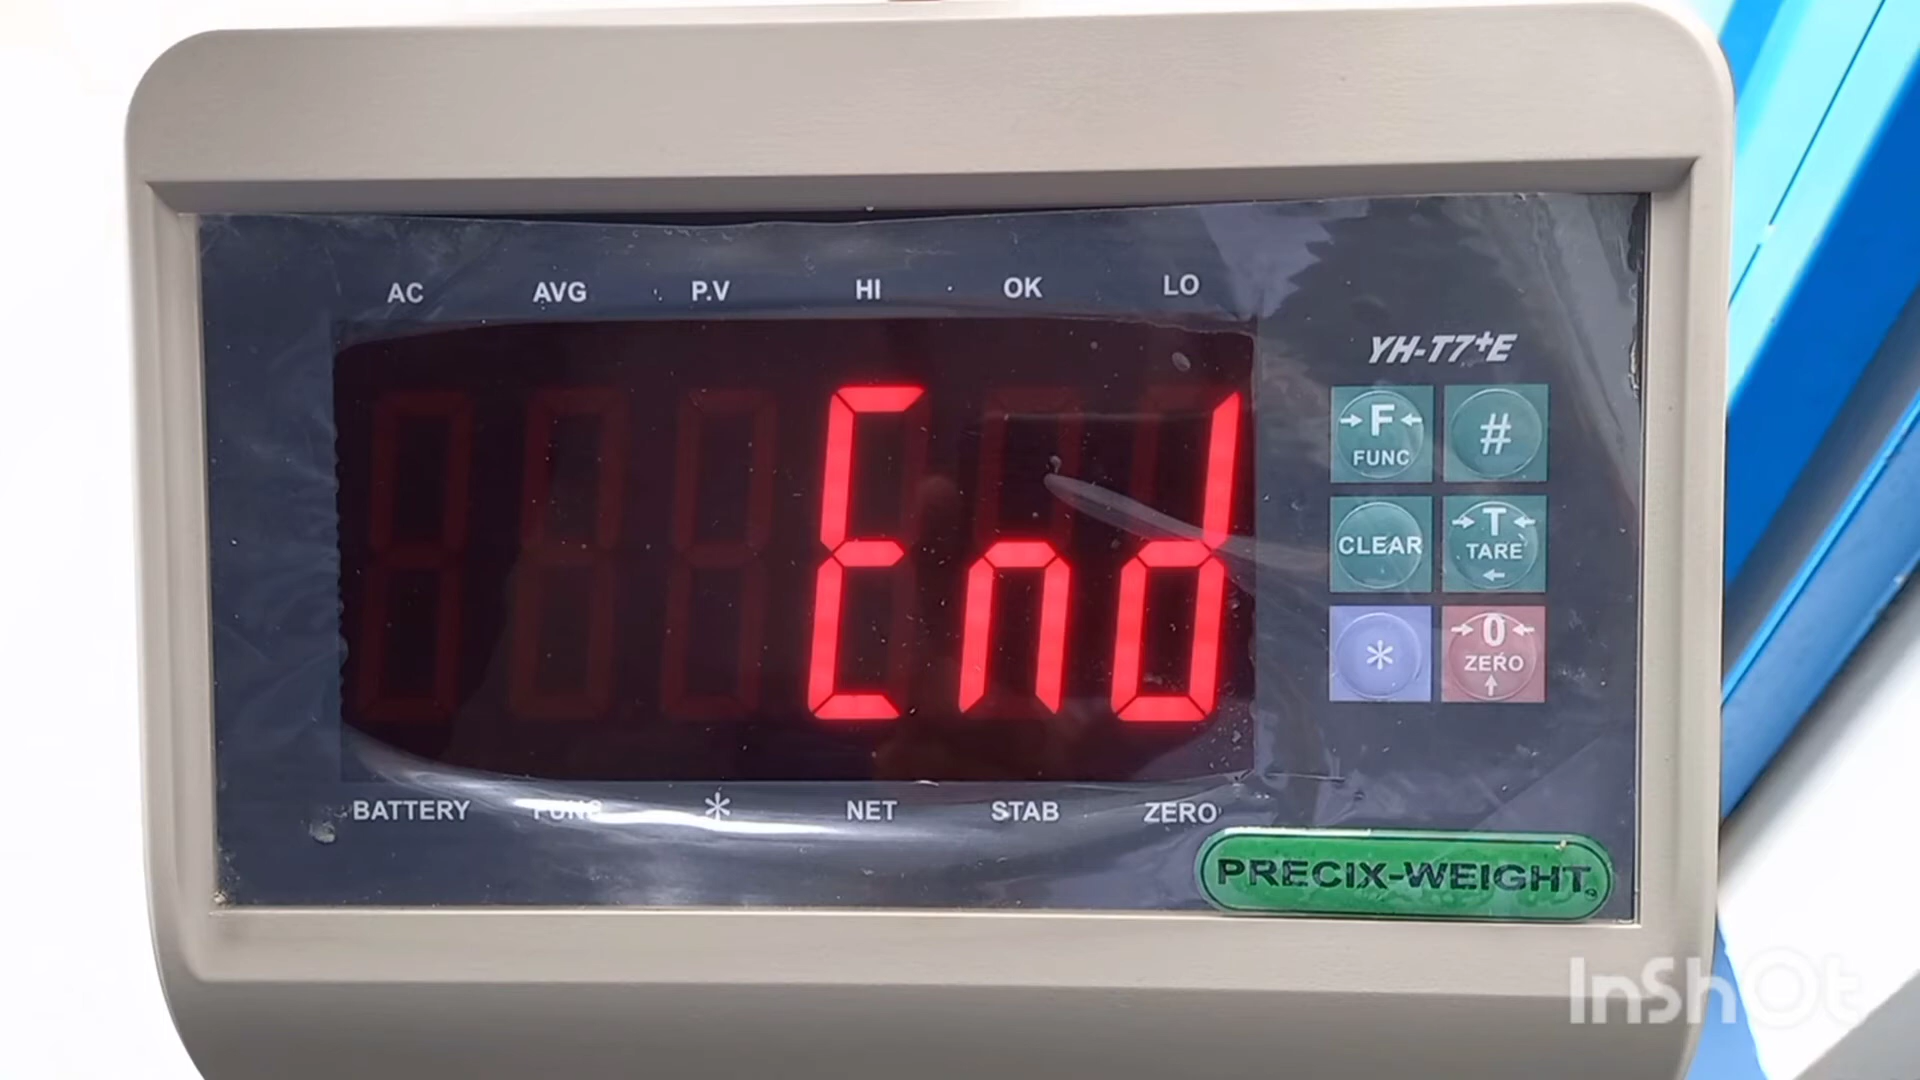 AC AVG P.V HI OK LO
YH-T7+E
End
→F← FUNC #
CLEAR →T← TARE ←
* →0← ZERO ↑
BATTERY FUNC * NET STAB ZERO
PRECIX-WEIGHT
InShOt